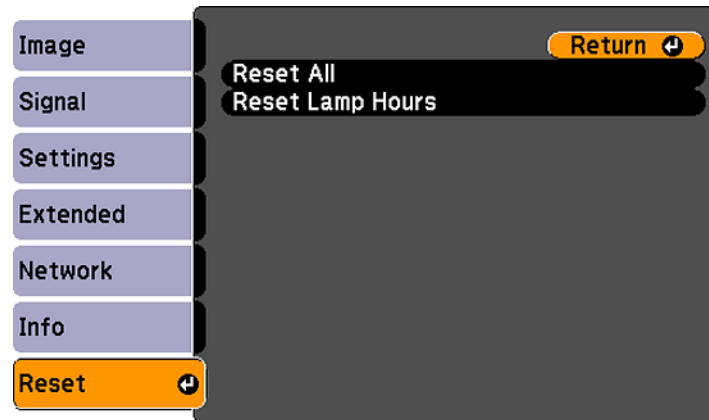 Image
Signal
Settings
Extended
Network
Info
Reset
Return
Reset All
Reset Lamp Hours